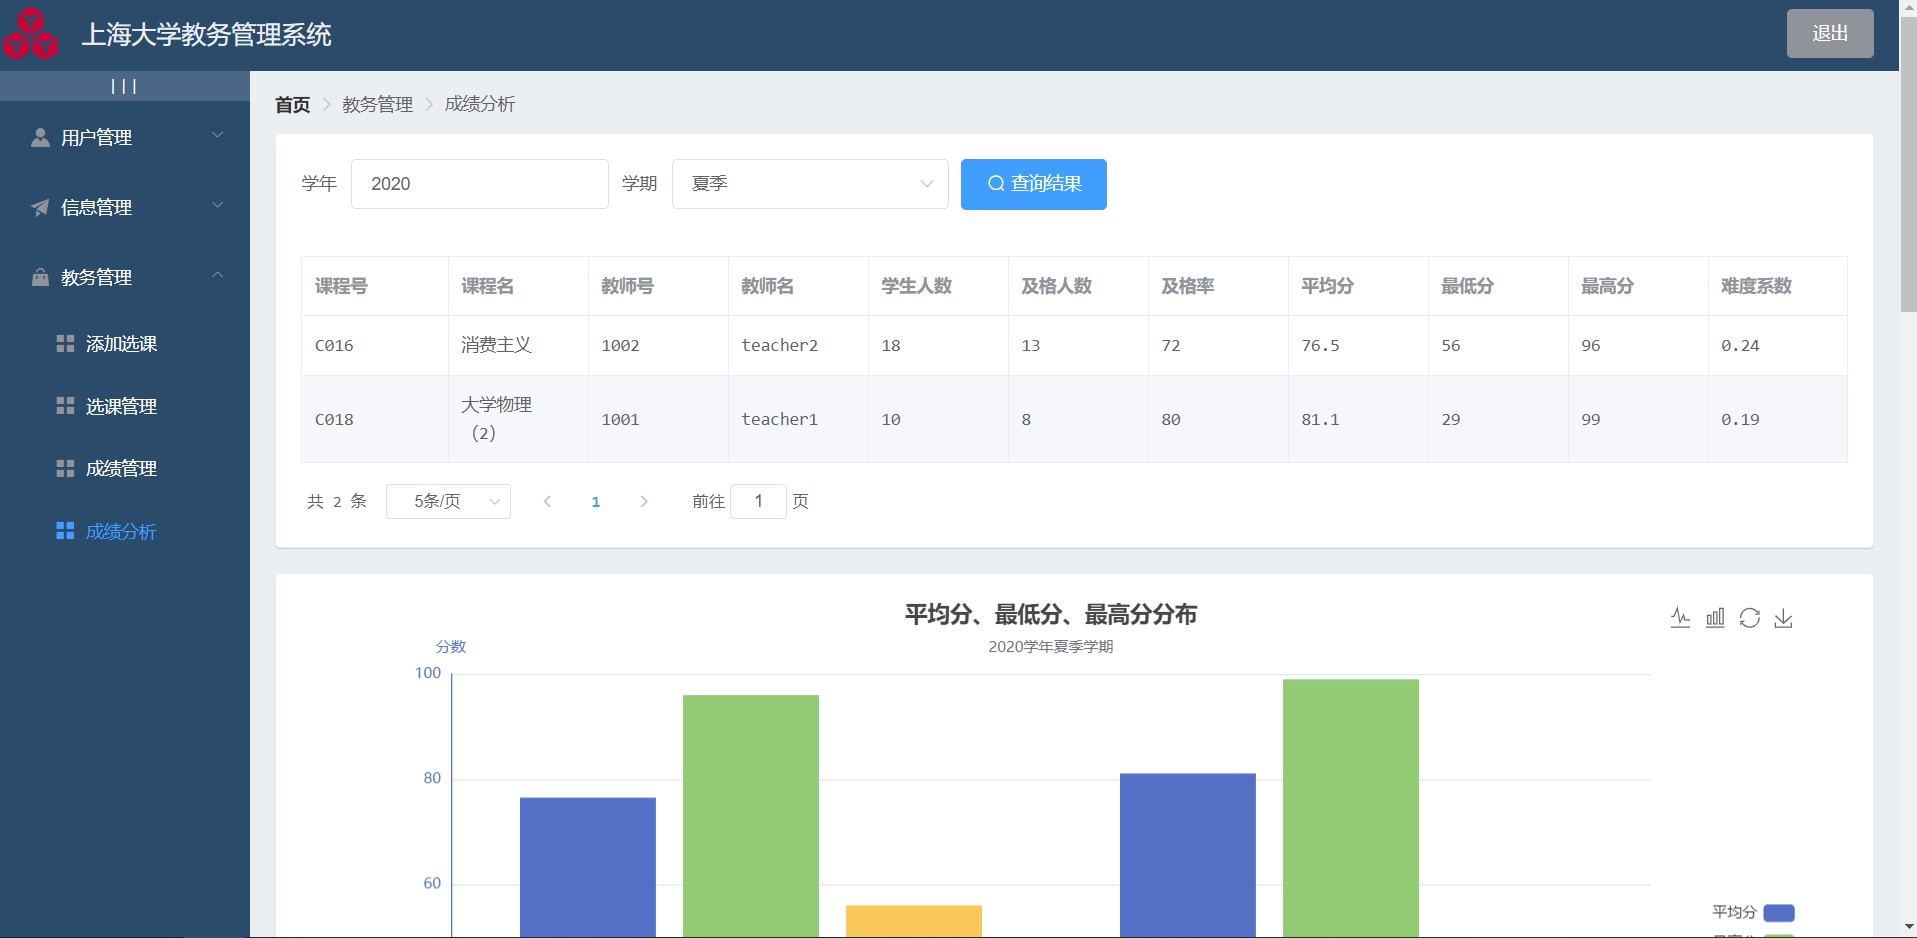 上海大学教务管理系统
退出
|||
用户管理
信息管理
教务管理
添加选课
选课管理
成绩管理
成绩分析
首页 > 教务管理 > 成绩分析
学年 2020 学期 夏季 查询结果
课程号 课程名 教师号 教师名 学生人数 及格人数 及格率 平均分 最低分 最高分 难度系数
C016 消费主义 1002 teacher2 18 13 72 76.5 56 96 0.24
C018 大学物理 1001 teacher1 10 8 80 81.1 29 99 0.19
（2）
共 2 条 5条/页 < 1 > 前往 1 页
平均分、最低分、最高分分布
2020学年夏季学期
分数
100
80
60
平均分